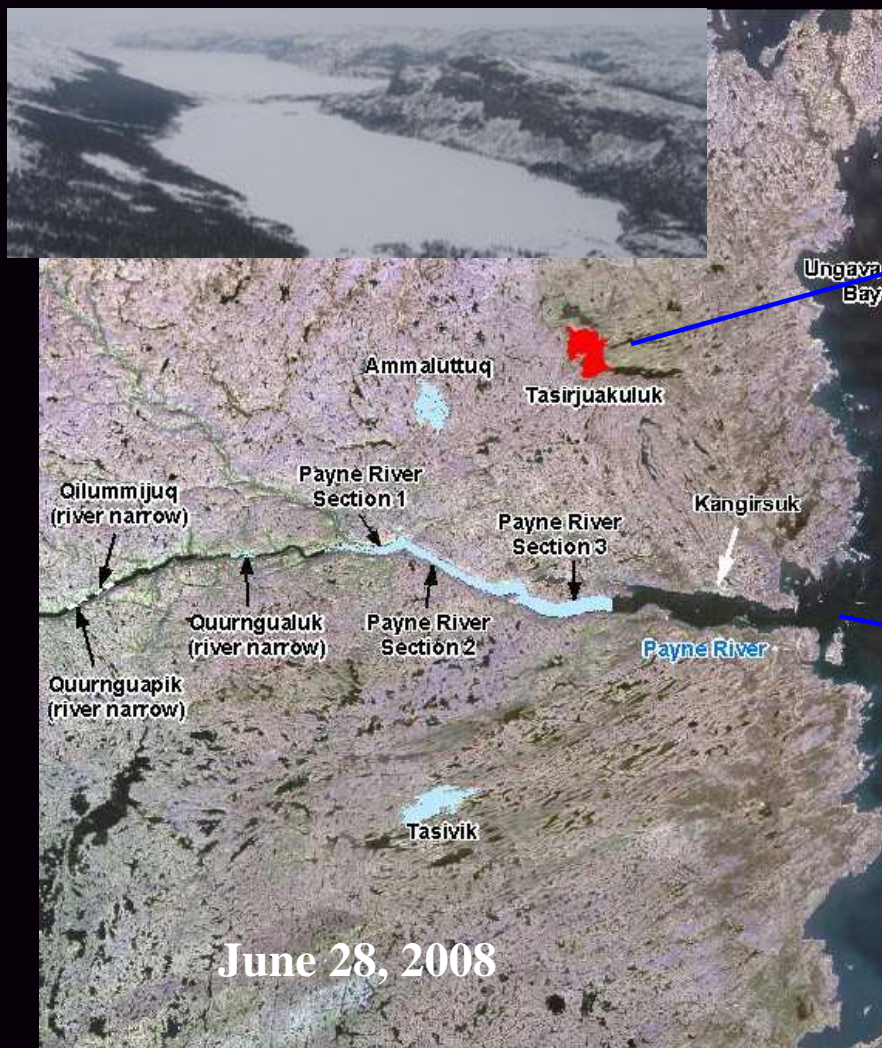 Ungava
Bay
Ammaluttuq
Tasirjuakuluk
Payne River
Section 1
Qilummijuq
(river narrow)
Kangirsuk
Payne River
Section 3
Quurngualuk
(river narrow)
Payne River
Section 2
Payne River
Quurnguapik
(river narrow)
Tasivik
June 28, 2008